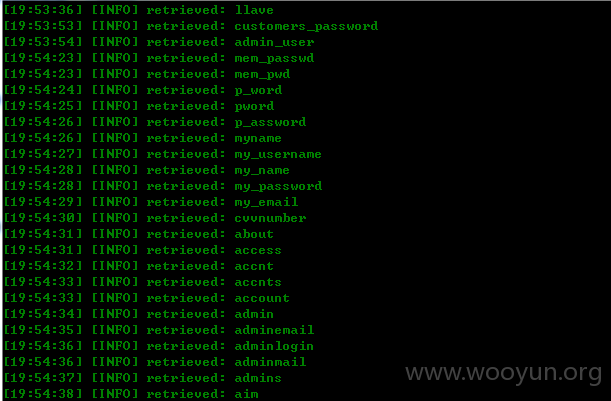 [19:53:36] [INFO] retrieved: llave
[19:53:53] [INFO] retrieved: customers_password
[19:53:54] [INFO] retrieved: admin_user
[19:54:23] [INFO] retrieved: mem_passwd
[19:54:23] [INFO] retrieved: mem_pwd
[19:54:24] [INFO] retrieved: p_word
[19:54:25] [INFO] retrieved: pword
[19:54:26] [INFO] retrieved: p_assword
[19:54:26] [INFO] retrieved: myname
[19:54:27] [INFO] retrieved: my_username
[19:54:28] [INFO] retrieved: my_name
[19:54:28] [INFO] retrieved: my_password
[19:54:29] [INFO] retrieved: my_email
[19:54:30] [INFO] retrieved: cvvnumber
[19:54:31] [INFO] retrieved: about
[19:54:31] [INFO] retrieved: access
[19:54:32] [INFO] retrieved: accnt
[19:54:33] [INFO] retrieved: accnts
[19:54:33] [INFO] retrieved: account
[19:54:34] [INFO] retrieved: admin
[19:54:35] [INFO] retrieved: adminemail
[19:54:36] [INFO] retrieved: adminlogin
[19:54:36] [INFO] retrieved: adminmail
[19:54:37] [INFO] retrieved: admins
[19:54:38] [INFO] retrieved: aim
www.wooyun.org